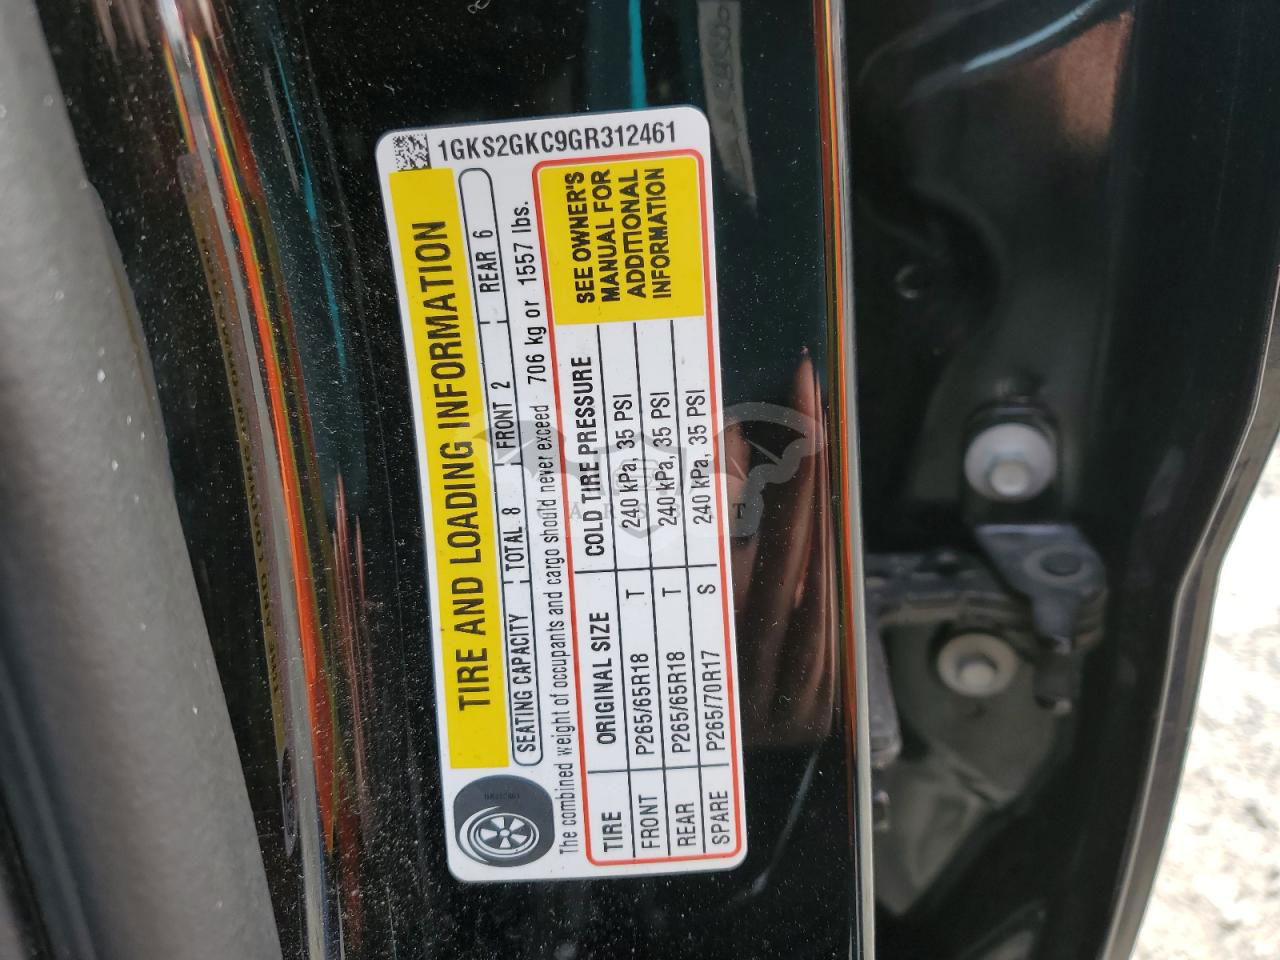 1GKS2GKC9GR312461
TIRE AND LOADING INFORMATION
SEATING CAPACITY TOTAL 8 FRONT 2 REAR 6
The combined weight of occupants and cargo should never exceed 706 kg or 1557 lbs.
TIRE ORIGINAL SIZE COLD TIRE PRESSURE
FRONT P265/65R18 T 240 kPa, 35 PSI
REAR P265/65R18 T 240 kPa, 35 PSI
SPARE P265/70R17 S 240 kPa, 35 PSI
SEE OWNER'S
MANUAL FOR
ADDITIONAL
INFORMATION